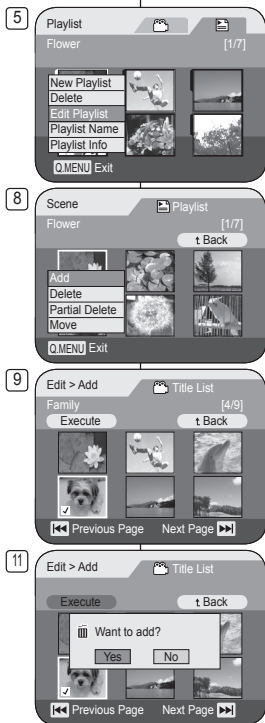 5
Playlist
Flower [1/7]
New Playlist
Delete
Edit Playlist
Playlist Name
Playlist Info
Q.MENU Exit
8
Scene Playlist
Flower [1/7]
t Back
Add
Delete
Partial Delete
Move
Q.MENU Exit
9
Edit > Add Title List
Family [4/9]
Execute t Back
Previous Page Next Page
11
Edit > Add Title List
Execute t Back
Want to add?
Yes No
Previous Page Next Page